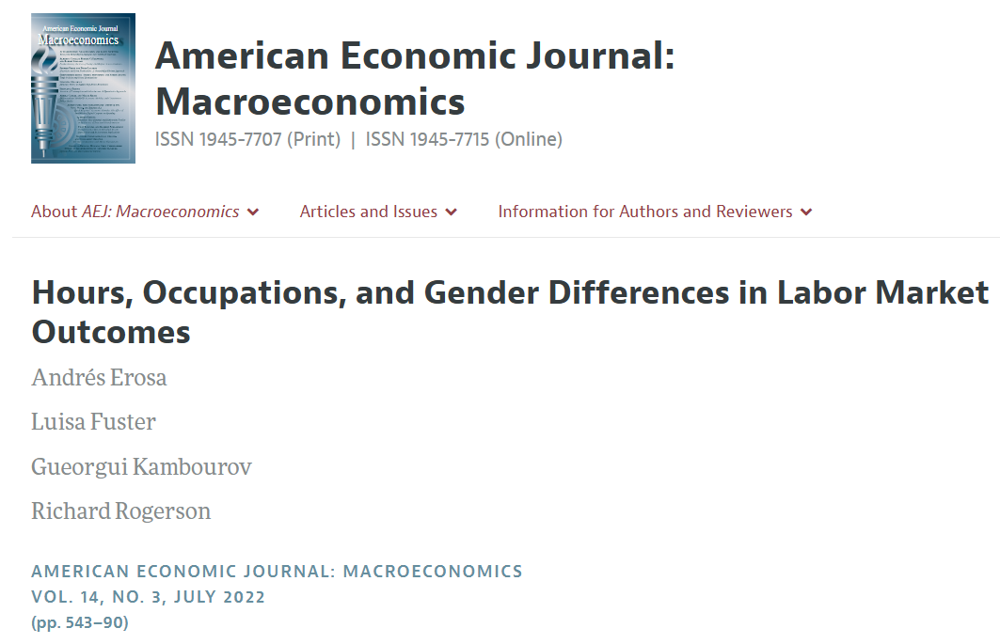 American Economic Journal
Macroeconomics
American Economic Journal:
Macroeconomics
ISSN 1945-7707 (Print) | ISSN 1945-7715 (Online)
About AEJ: Macroeconomics
Articles and Issues
Information for Authors and Reviewers
Hours, Occupations, and Gender Differences in Labor Market
Outcomes
Andrés Erosa
Luisa Fuster
Gueorgui Kambourov
Richard Rogerson
AMERICAN ECONOMIC JOURNAL: MACROECONOMICS
VOL. 14, NO. 3, JULY 2022
(pp. 543–90)